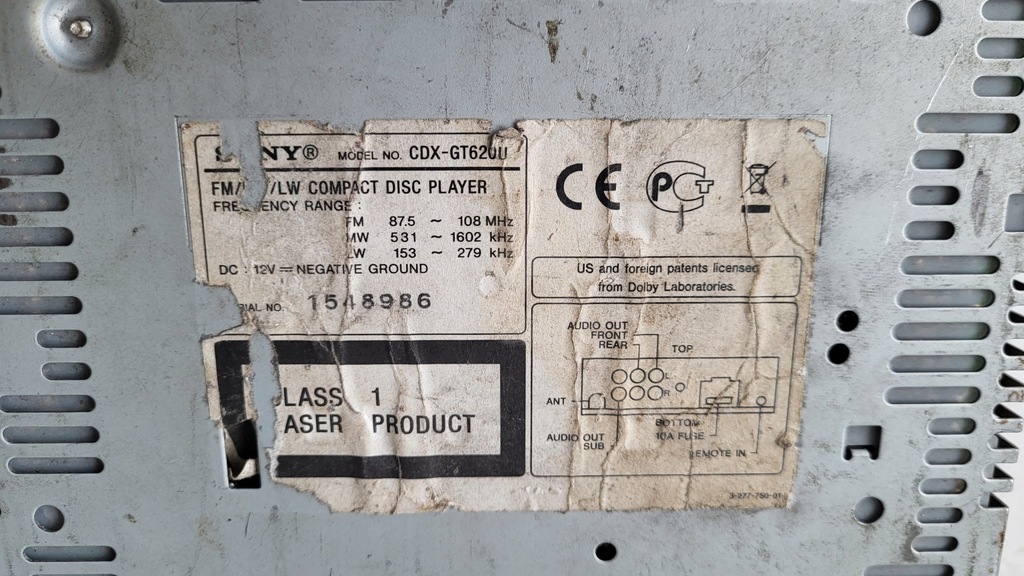 NY® MODEL NO. CDX-GT620U
FM/ /LW COMPACT DISC PLAYER
FREQUENCY RANGE :
FM 87.5 ~ 108 MHz
MW 531 ~ 1602 kHz
LW 153 ~ 279 kHz
DC : 12V NEGATIVE GROUND
RIAL NO. 1548986
LASS 1
ASER PRODUCT
CE PCT
US and foreign patents licensed
from Dolby Laboratories.
AUDIO OUT
FRONT
REAR
TOP
L
R
ANT
BOTTOM
10A FUSE
AUDIO OUT
SUB
REMOTE IN
3-277-750-01